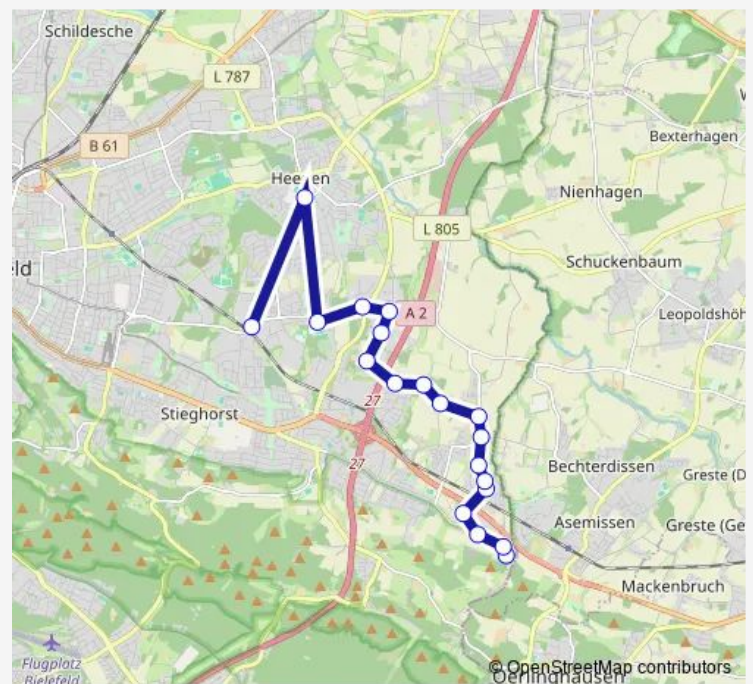 Schildesche
L 787
Bexterhagen
B 61
Nienhagen
L 805
Schuckenbaum
eld
Leopoldshöh
A 2
27
Stieghorst
27
Bechterdissen
Greste (D
Asemissen
Greste (Ge
Mackenbruch
Flugplatz
Bielefeld
© OpenStreetMap contributors
Oerlinghausen